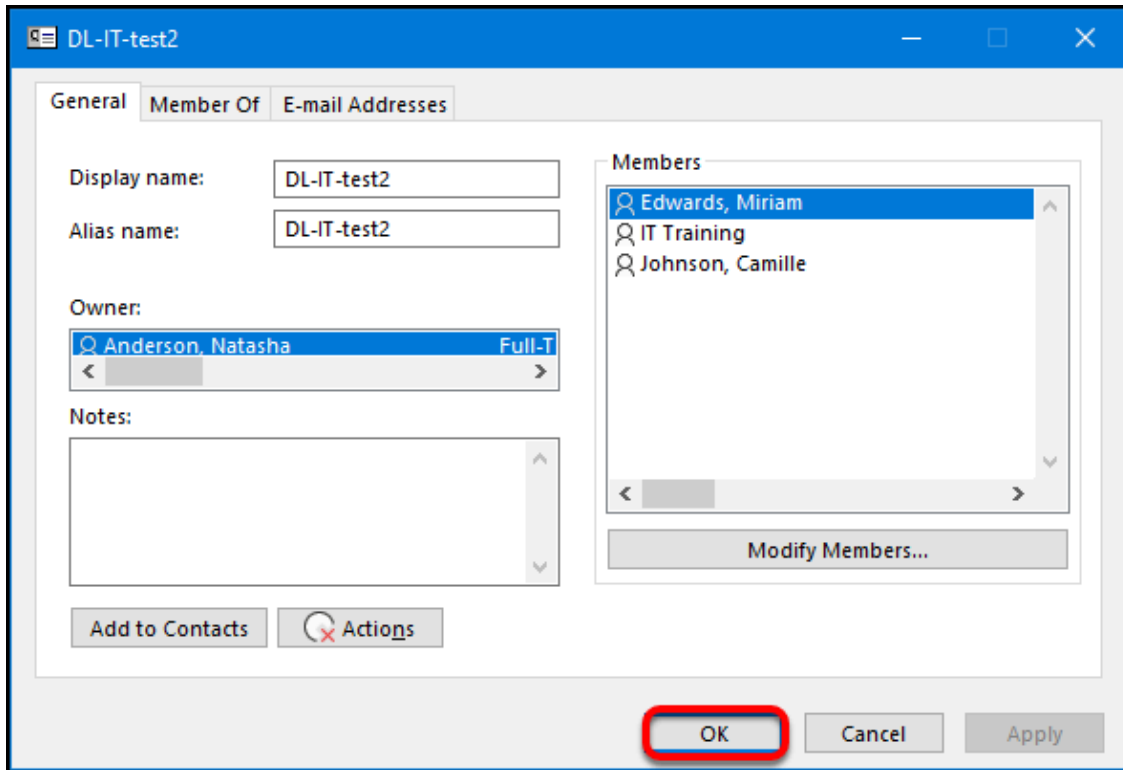 DL-IT-test2
General Member Of E-mail Addresses
Display name: DL-IT-test2
Alias name: DL-IT-test2
Owner:
Anderson, Natasha Full-T
Notes:
Add to Contacts Actions
Members
Edwards, Miriam
IT Training
Johnson, Camille
Modify Members...
OK Cancel Apply